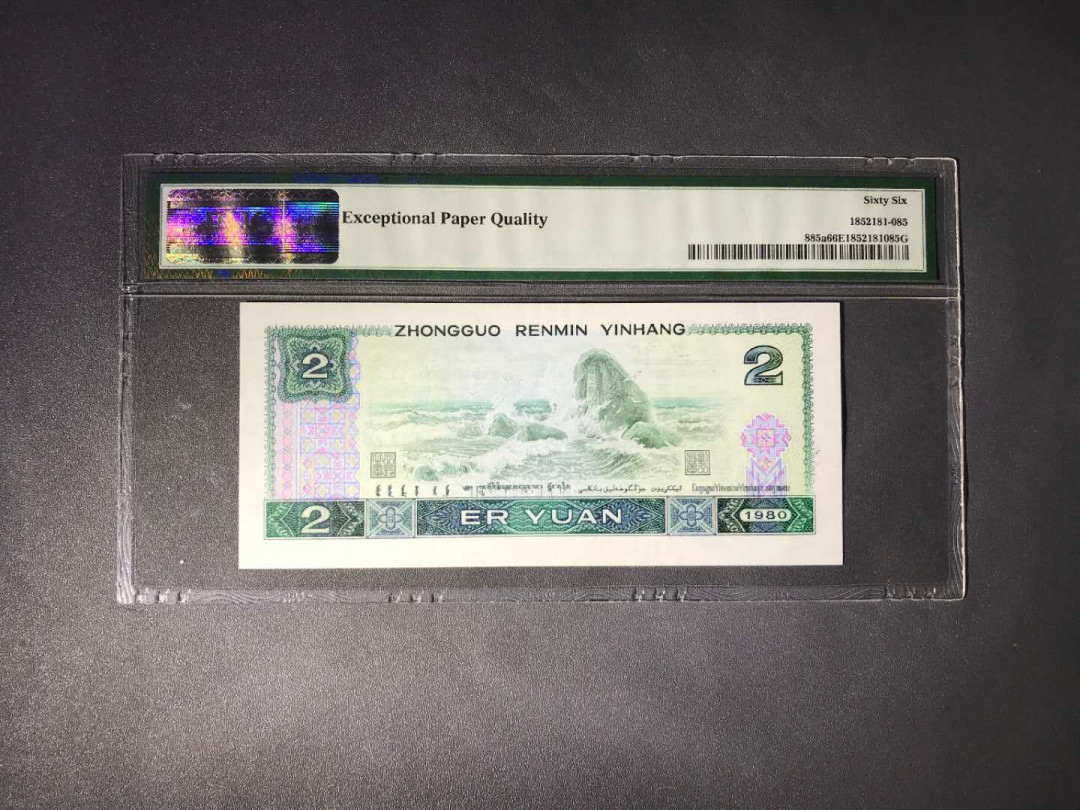 Exceptional Paper Quality
Sixty Six
1852181-085
885a66E1852181085G
ZHONGGUO RENMIN YINHANG
2
2
2
ER YUAN
1980